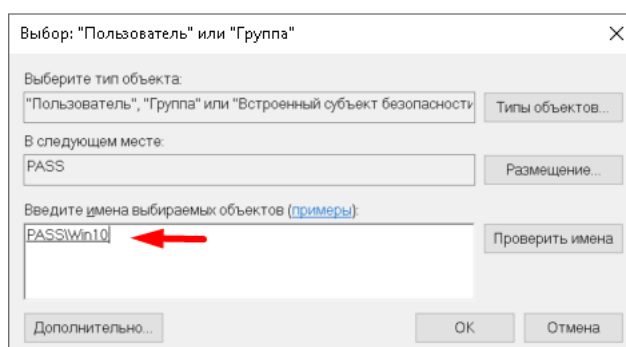 Выбор: "Пользователь" или "Группа"
Выберите тип объекта:
"Пользователь", "Группа" или "Встроенный субъект безопасности
Типы объектов...
В следующем месте:
PASS
Размещение...
Введите имена выбираемых объектов (примеры):
PASS\Win10
Проверить имена
Дополнительно...
ОК
Отмена